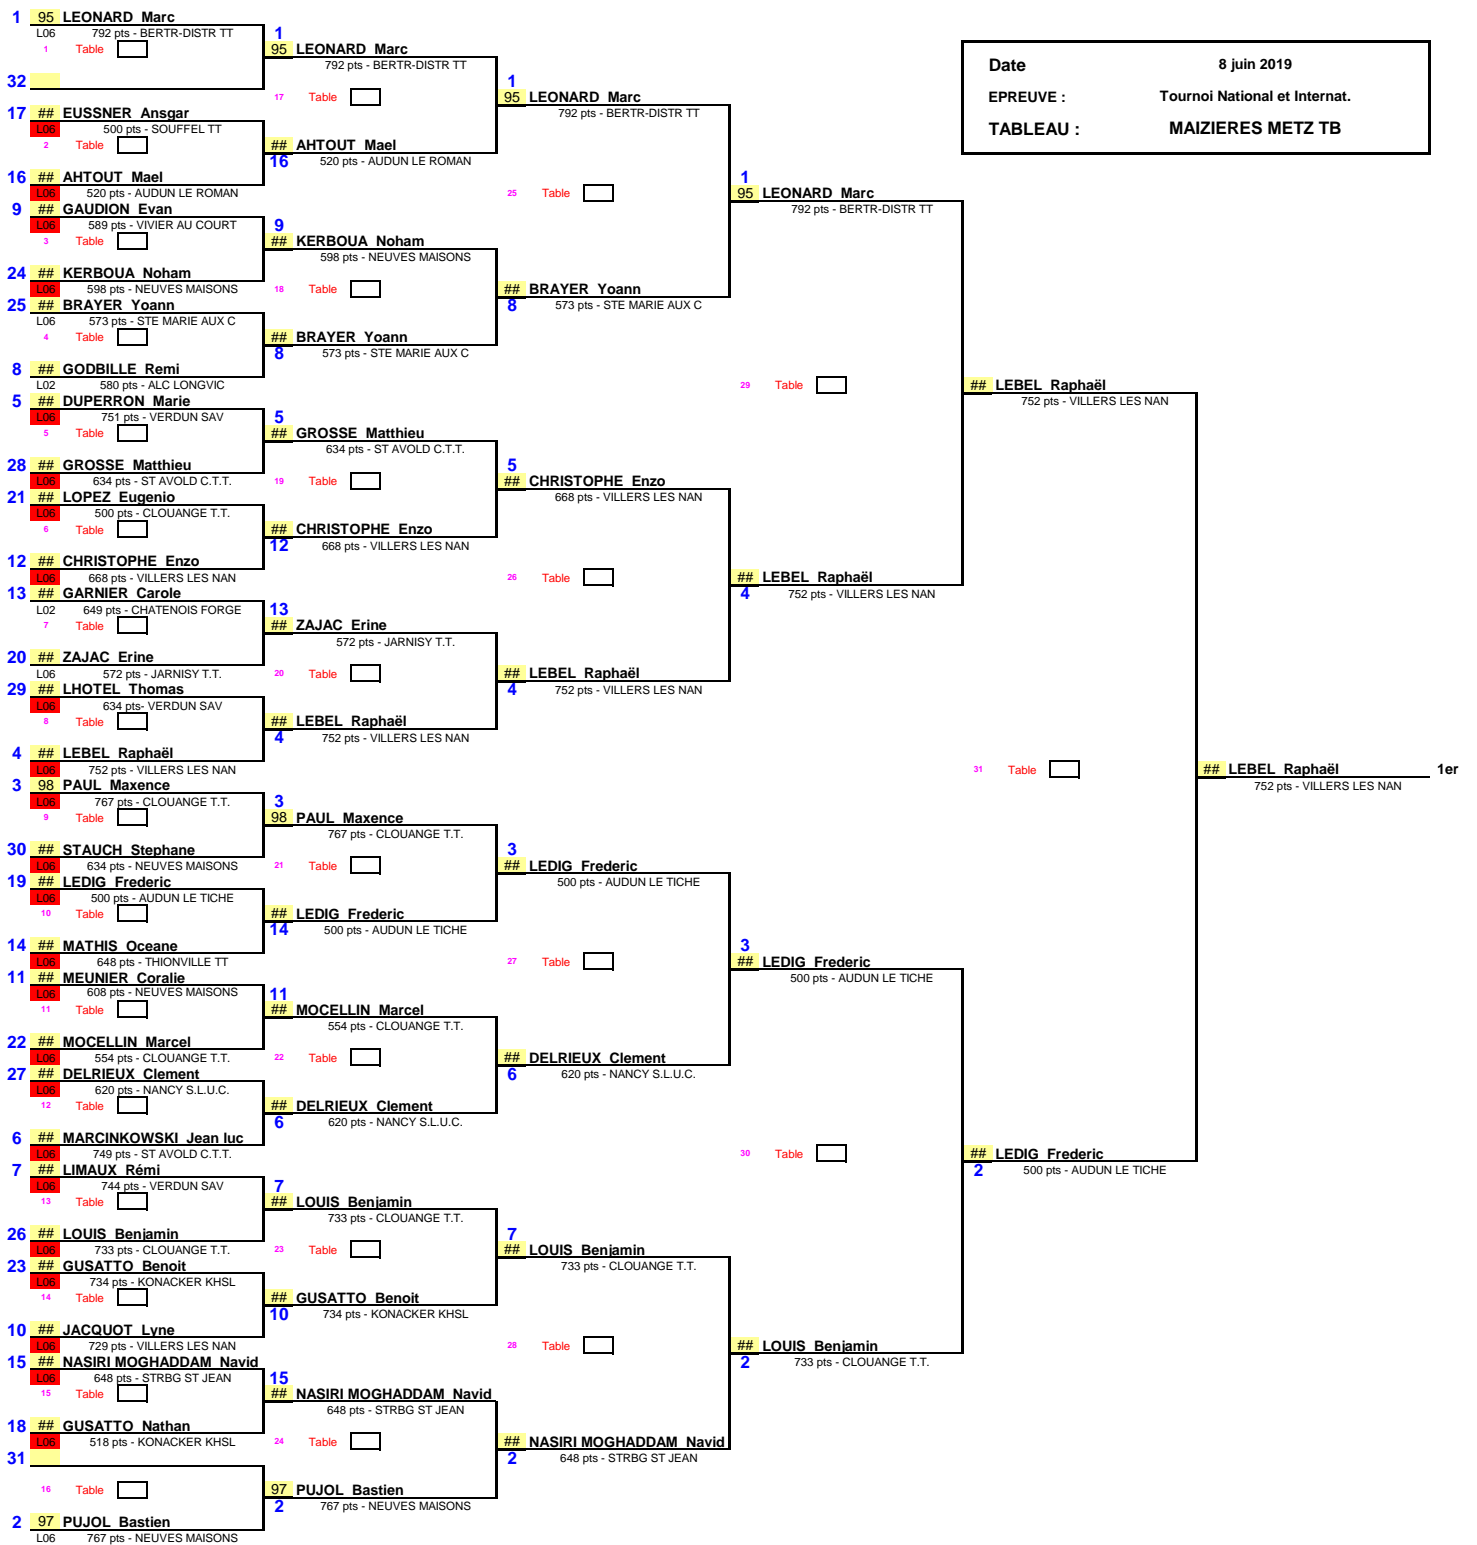 Date 8 juin 2019
EPREUVE : Tournoi National et Internat.
TABLEAU : MAIZIERES METZ TB
1 95 LEONARD Marc
L06 792 pts - BERTR-DISTR TT
1 Table
32
17 ## EUSSNER Ansgar
L06 500 pts - SOUFFEL TT
2 Table
16 ## AHTOUT Mael
L06 520 pts - AUDUN LE ROMAN
9 ## GAUDION Evan
L06 589 pts - VIVIER AU COURT
3 Table
24 ## KERBOUA Noham
L06 598 pts - NEUVES MAISONS
25 ## BRAYER Yoann
L06 573 pts - STE MARIE AUX C
4 Table
8 ## GODBILLE Remi
L02 580 pts - ALC LONGVIC
5 ## DUPERRON Marie
L06 751 pts - VERDUN SAV
5 Table
28 ## GROSSE Matthieu
L06 634 pts - ST AVOLD C.T.T.
21 ## LOPEZ Eugenio
L06 500 pts - CLOUANGE T.T.
6 Table
12 ## CHRISTOPHE Enzo
L06 668 pts - VILLERS LES NAN
13 ## GARNIER Carole
L02 649 pts - CHATENOIS FORGE
7 Table
20 ## ZAJAC Erine
L06 572 pts - JARNISY T.T.
29 ## LHOTEL Thomas
L06 634 pts- VERDUN SAV
8 Table
4 ## LEBEL Raphaël
L06 752 pts - VILLERS LES NAN
3 98 PAUL Maxence
L06 767 pts - CLOUANGE T.T.
9 Table
30 ## STAUCH Stephane
L06 634 pts - NEUVES MAISONS
19 ## LEDIG Frederic
L06 500 pts - AUDUN LE TICHE
10 Table
14 ## MATHIS Oceane
L06 648 pts - THIONVILLE TT
11 ## MEUNIER Coralie
L06 608 pts - NEUVES MAISONS
11 Table
22 ## MOCELLIN Marcel
L06 554 pts - CLOUANGE T.T.
27 ## DELRIEUX Clement
L06 620 pts - NANCY S.L.U.C.
12 Table
6 ## MARCINKOWSKI Jean luc
L06 749 pts - ST AVOLD C.T.T.
7 ## LIMAUX Rémi
L06 744 pts - VERDUN SAV
13 Table
26 ## LOUIS Benjamin
L06 733 pts - CLOUANGE T.T.
23 ## GUSATTO Benoit
L06 734 pts - KONACKER KHSL
14 Table
10 ## JACQUOT Lyne
L06 729 pts - VILLERS LES NAN
15 ## NASIRI MOGHADDAM Navid
L06 648 pts - STRBG ST JEAN
15 Table
18 ## GUSATTO Nathan
L06 518 pts - KONACKER KHSL
31
16 Table
2 97 PUJOL Bastien
L06 767 pts - NEUVES MAISONS
1
95 LEONARD Marc
792 pts - BERTR-DISTR TT
17 Table
## AHTOUT Mael
16 520 pts - AUDUN LE ROMAN
9
## KERBOUA Noham
598 pts - NEUVES MAISONS
18 Table
## BRAYER Yoann
8 573 pts - STE MARIE AUX C
5
## GROSSE Matthieu
634 pts - ST AVOLD C.T.T.
19 Table
## CHRISTOPHE Enzo
12 668 pts - VILLERS LES NAN
13
## ZAJAC Erine
572 pts - JARNISY T.T.
20 Table
## LEBEL Raphaël
4 752 pts - VILLERS LES NAN
3
98 PAUL Maxence
767 pts - CLOUANGE T.T.
21 Table
## LEDIG Frederic
14 500 pts - AUDUN LE TICHE
11
## MOCELLIN Marcel
554 pts - CLOUANGE T.T.
22 Table
## DELRIEUX Clement
6 620 pts - NANCY S.L.U.C.
7
## LOUIS Benjamin
733 pts - CLOUANGE T.T.
23 Table
## GUSATTO Benoit
10 734 pts - KONACKER KHSL
15
## NASIRI MOGHADDAM Navid
648 pts - STRBG ST JEAN
24 Table
97 PUJOL Bastien
2 767 pts - NEUVES MAISONS
1
95 LEONARD Marc
792 pts - BERTR-DISTR TT
25 Table
## BRAYER Yoann
8 573 pts - STE MARIE AUX C
5
## CHRISTOPHE Enzo
668 pts - VILLERS LES NAN
26 Table
## LEBEL Raphaël
4 752 pts - VILLERS LES NAN
3
## LEDIG Frederic
500 pts - AUDUN LE TICHE
27 Table
## DELRIEUX Clement
6 620 pts - NANCY S.L.U.C.
7
## LOUIS Benjamin
733 pts - CLOUANGE T.T.
28 Table
## NASIRI MOGHADDAM Navid
2 648 pts - STRBG ST JEAN
1
95 LEONARD Marc
792 pts - BERTR-DISTR TT
29 Table
## LEBEL Raphaël
4 752 pts - VILLERS LES NAN
3
## LEDIG Frederic
500 pts - AUDUN LE TICHE
30 Table
## LOUIS Benjamin
2 733 pts - CLOUANGE T.T.
## LEBEL Raphaël
752 pts - VILLERS LES NAN
31 Table
## LEDIG Frederic
2 500 pts - AUDUN LE TICHE
## LEBEL Raphaël 1er
752 pts - VILLERS LES NAN